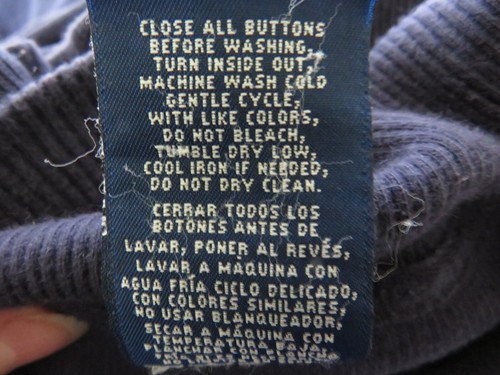 CLOSE ALL BUTTONS
BEFORE WASHING,
TURN INSIDE OUT,
MACHINE WASH COLD
GENTLE CYCLE,
WITH LIKE COLORS,
DO NOT BLEACH,
TUMBLE DRY LOW,
COOL IRON IF NEEDED,
DO NOT DRY CLEAN.
CERRAR TODOS LOS
BOTONES ANTES DE
LAVAR, PONER AL REVÉS,
LAVAR A MÁQUINA CON
AGUA FRÍA CICLO DELICADO,
CON COLORES SIMILARES,
NO USAR BLANQUEADOR,
SECAR A MÁQUINA CON
TEMPERATURA BAJA,
PLANCHAR CON PLANCHA